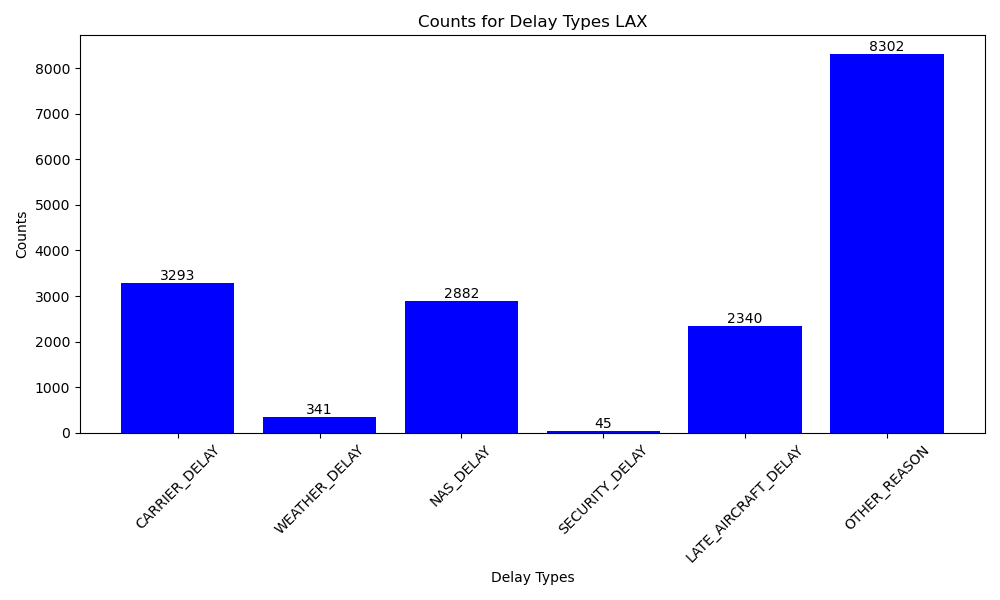 Counts for Delay Types LAX
Counts
8000
7000
6000
5000
4000
3000
2000
1000
0
3293
341
2882
45
2340
8302
CARRIER_DELAY
WEATHER_DELAY
NAS_DELAY
SECURITY_DELAY
LATE_AIRCRAFT_DELAY
OTHER_REASON
Delay Types